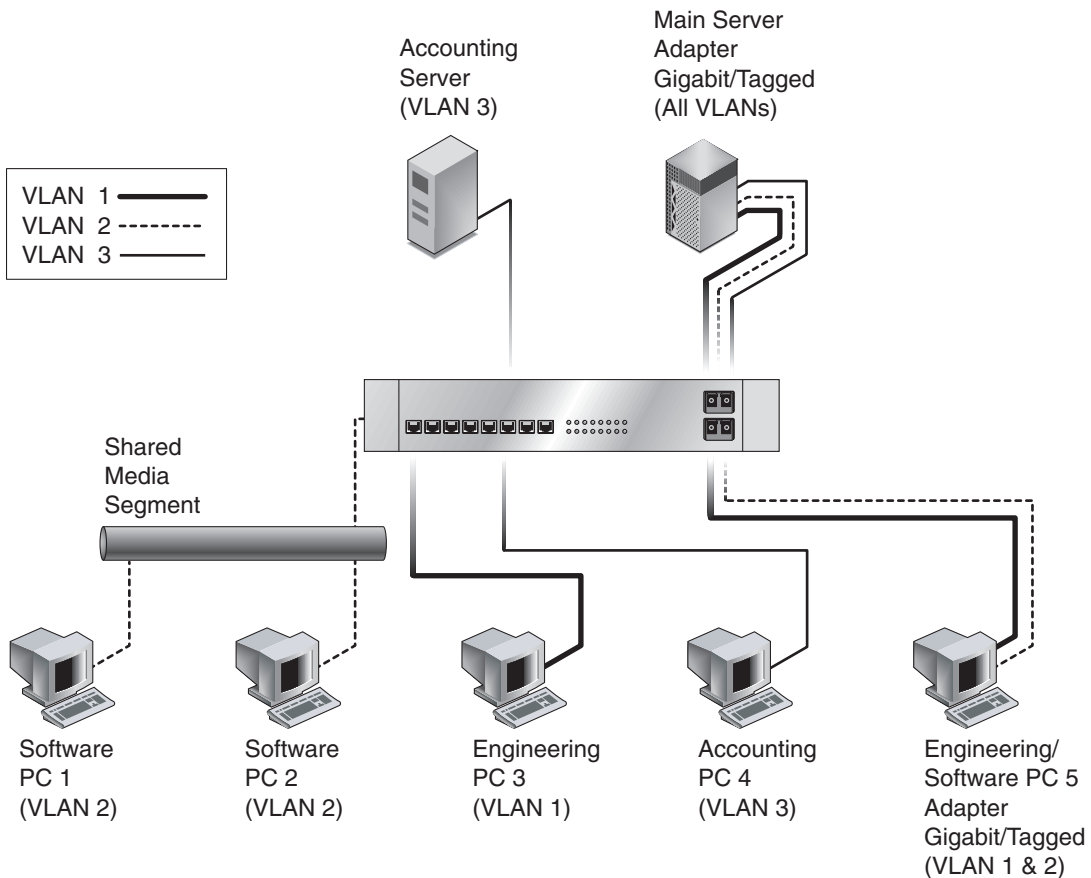 Accounting
Server
(VLAN 3)
Main Server
Adapter
Gigabit/Tagged
(All VLANs)
VLAN 1
VLAN 2
VLAN 3
Shared
Media
Segment
Software
PC 1
(VLAN 2)
Software
PC 2
(VLAN 2)
Engineering
PC 3
(VLAN 1)
Accounting
PC 4
(VLAN 3)
Engineering/
Software PC 5
Adapter
Gigabit/Tagged
(VLAN 1 & 2)